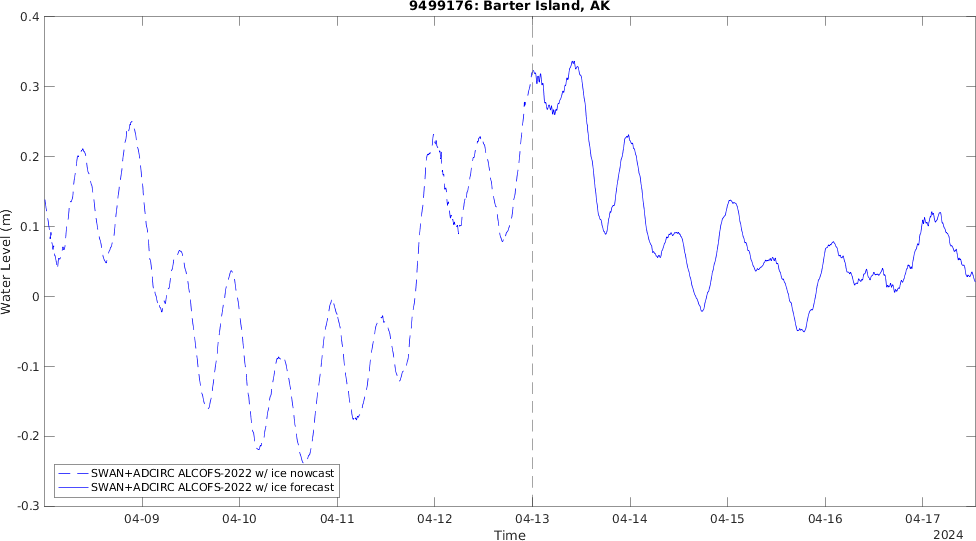 9499176: Barter Island, AK
0.4
0.3
0.2
0.1
0
-0.1
-0.2
-0.3
Water Level (m)
SWAN+ADCIRC ALCOFS-2022 w/ ice nowcast
SWAN+ADCIRC ALCOFS-2022 w/ ice forecast
04-09 04-10 04-11 04-12 04-13 04-14 04-15 04-16 04-17
Time
2024